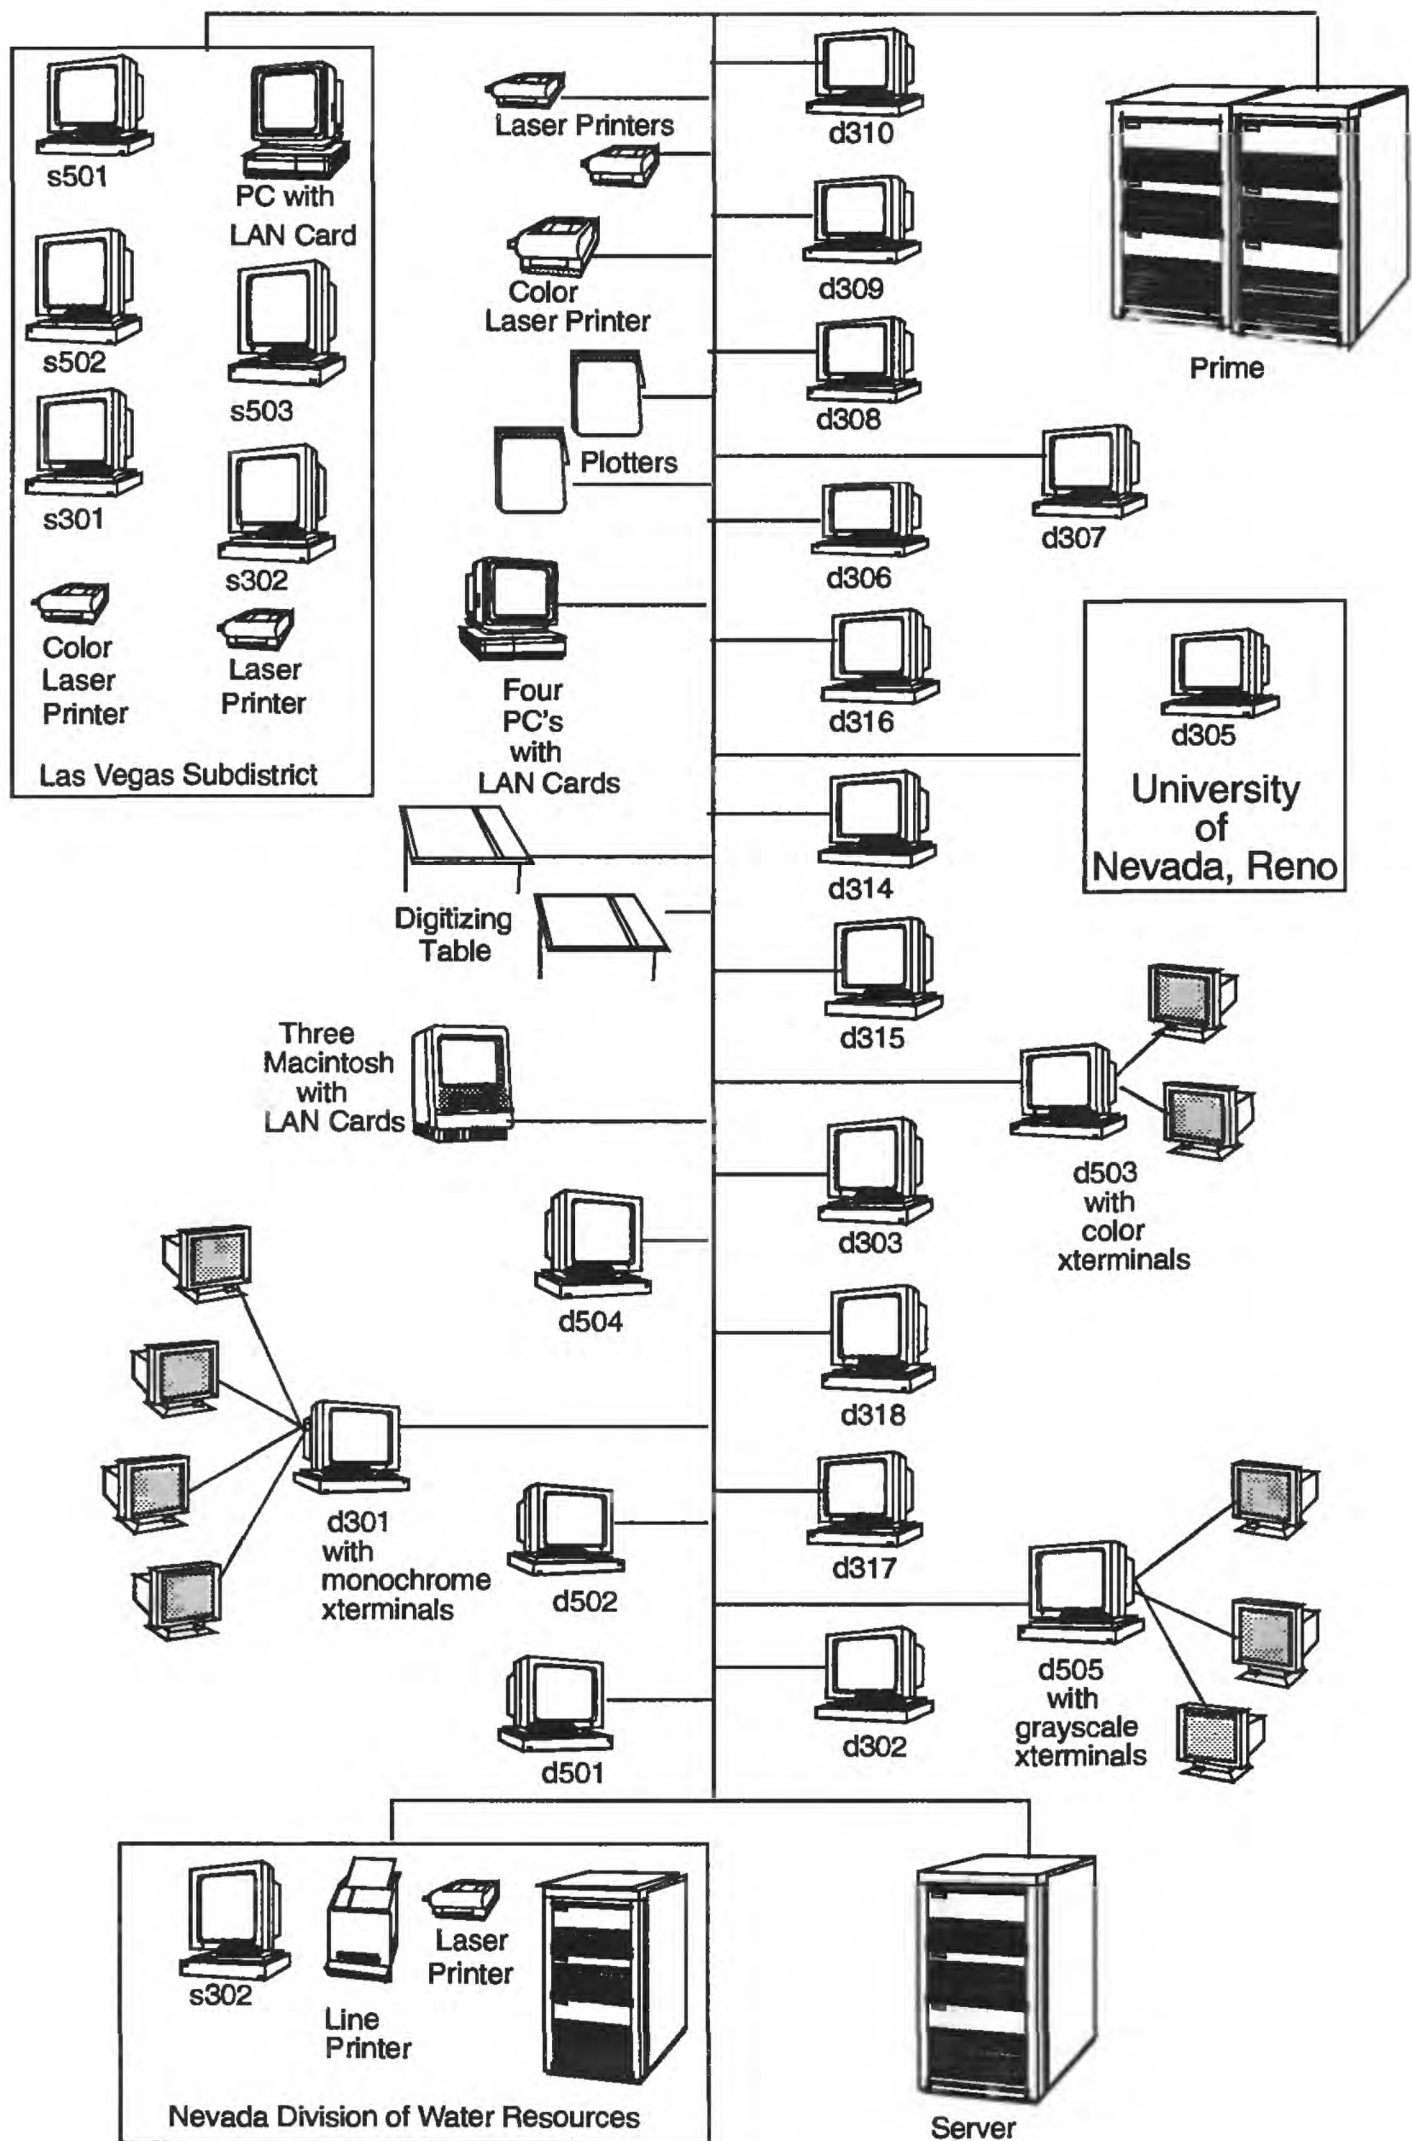 s501
PC with
LAN Card
s502
s503
s301
s302
Color
Laser
Printer
Laser
Printer
Las Vegas Subdistrict
Laser Printers
Color
Laser Printer
Plotters
Four
PC's
with
LAN Cards
Digitizing
Table
Three
Macintosh
with
LAN Cards
d504
d301
with
monochrome
xterminals
d502
d501
d310
d309
d308
d307
d306
d316
d314
d315
d303
d318
d317
d302
Prime
d305
University
of
Nevada, Reno
d503
with
color
xterminals
d505
with
grayscale
xterminals
s302
Line
Printer
Laser
Printer
Nevada Division of Water Resources
Server